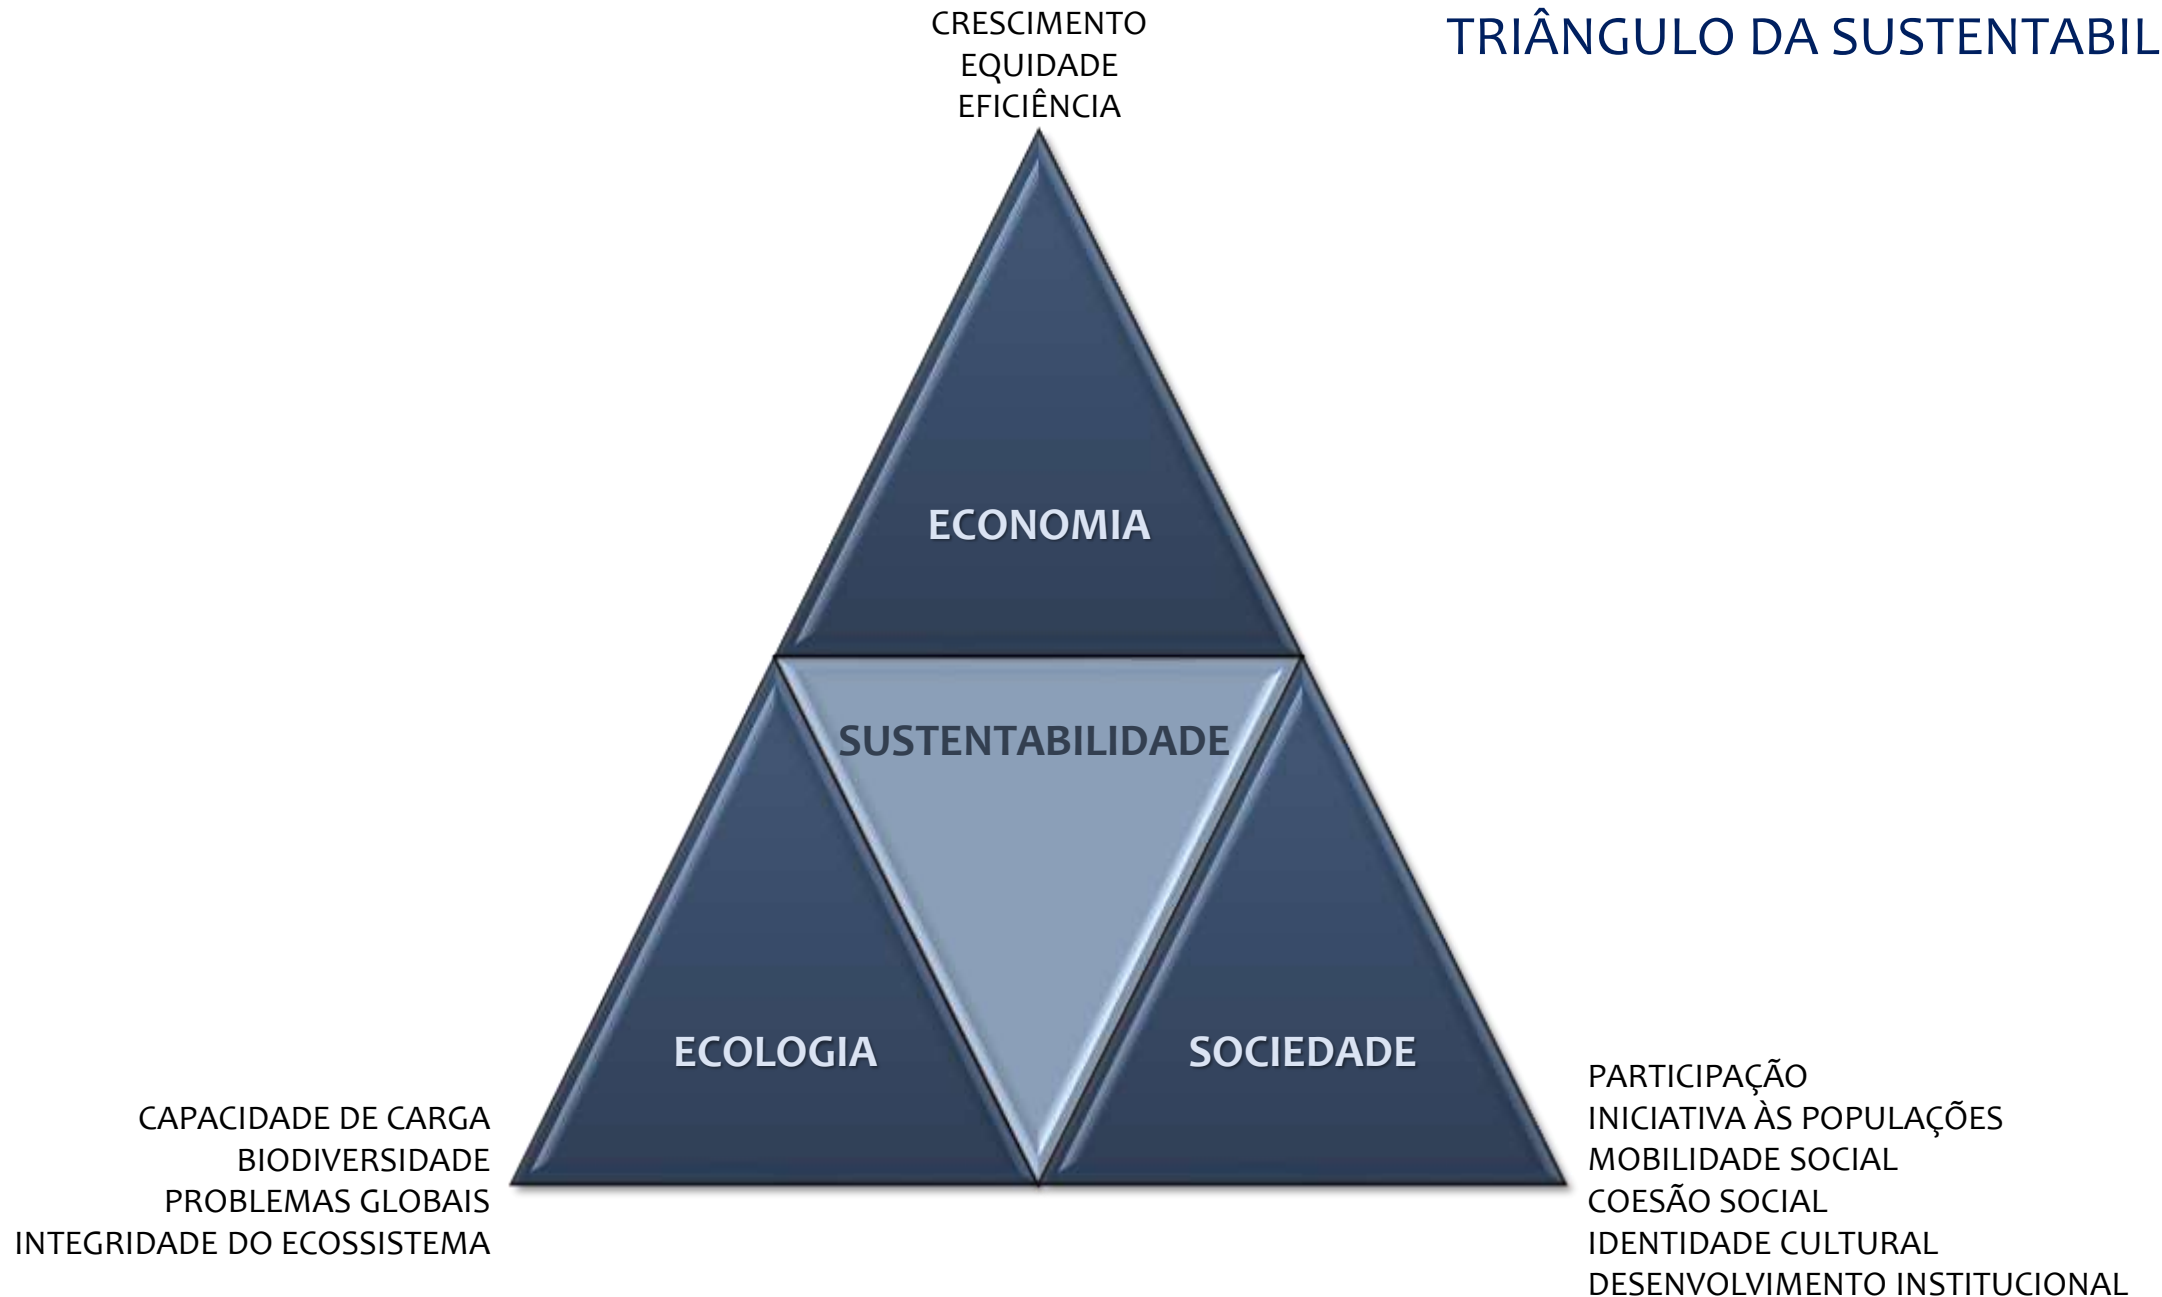 TRIÂNGULO DA SUSTENTABIL
CRESCIMENTO
EQUIDADE
EFICIÊNCIA
ECONOMIA
SUSTENTABILIDADE
ECOLOGIA
SOCIEDADE
CAPACIDADE DE CARGA
BIODIVERSIDADE
PROBLEMAS GLOBAIS
INTEGRIDADE DO ECOSSISTEMA
PARTICIPAÇÃO
INICIATIVA ÀS POPULAÇÕES
MOBILIDADE SOCIAL
COESÃO SOCIAL
IDENTIDADE CULTURAL
DESENVOLVIMENTO INSTITUCIONAL